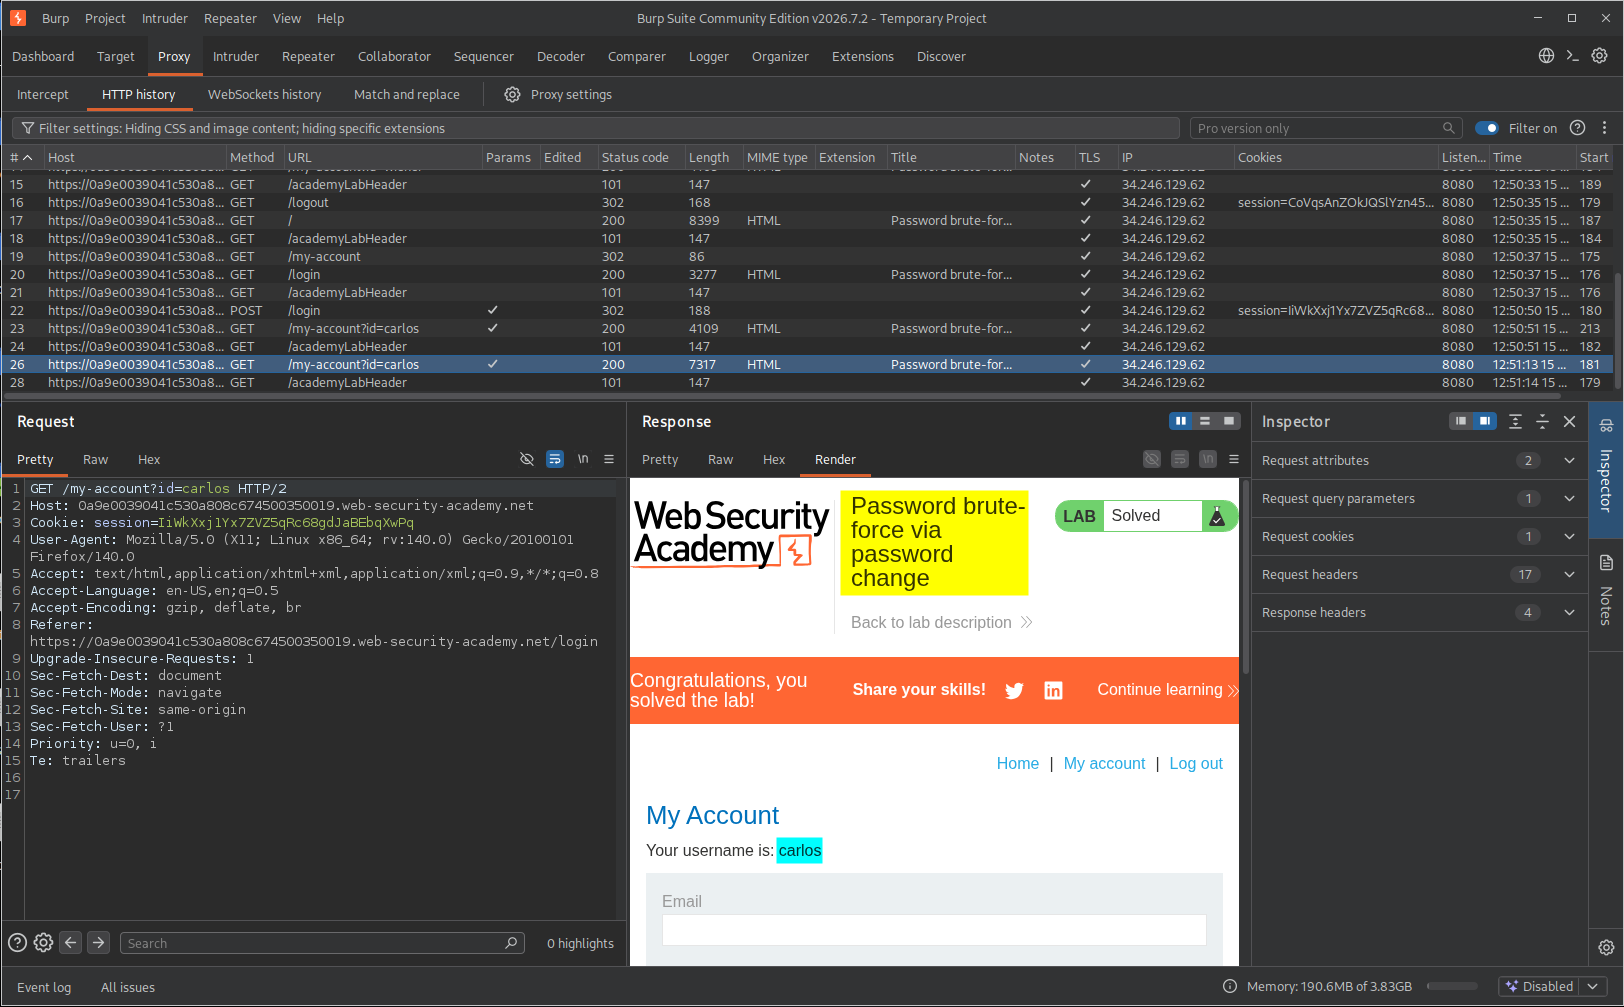 Burp Project Intruder Repeater View Help Burp Suite Community Edition v2026.7.2 - Temporary Project
Dashboard Target Proxy Intruder Repeater Collaborator Sequencer Decoder Comparer Logger Organizer Extensions Discover
Intercept HTTP history WebSockets history Match and replace Proxy settings
Filter settings: Hiding CSS and image content; hiding specific extensions Pro version only Filter on
# Host Method URL Params Edited Status code Length MIME type Extension Title Notes TLS IP Cookies Listen... Time Start
15 https://0a9e0039041c530a8... GET /academyLabHeader 101 147 ✓ 34.246.129.62 8080 12:50:33 15 ... 189
16 https://0a9e0039041c530a8... GET /logout 302 168 ✓ 34.246.129.62 session=CoVqsAnZOkJQSlYzn45... 8080 12:50:35 15 ... 179
17 https://0a9e0039041c530a8... GET / 200 8399 HTML Password brute-for... ✓ 34.246.129.62 8080 12:50:35 15 ... 187
18 https://0a9e0039041c530a8... GET /academyLabHeader 101 147 ✓ 34.246.129.62 8080 12:50:35 15 ... 184
19 https://0a9e0039041c530a8... GET /my-account 302 86 ✓ 34.246.129.62 8080 12:50:37 15 ... 175
20 https://0a9e0039041c530a8... GET /login 200 3277 HTML Password brute-for... ✓ 34.246.129.62 8080 12:50:37 15 ... 176
21 https://0a9e0039041c530a8... GET /academyLabHeader 101 147 ✓ 34.246.129.62 8080 12:50:37 15 ... 176
22 https://0a9e0039041c530a8... POST /login ✓ 302 188 ✓ 34.246.129.62 session=IiWkXxj1Yx7ZVZ5qRc68... 8080 12:50:50 15 ... 180
23 https://0a9e0039041c530a8... GET /my-account?id=carlos ✓ 200 4109 HTML Password brute-for... ✓ 34.246.129.62 8080 12:50:51 15 ... 213
24 https://0a9e0039041c530a8... GET /academyLabHeader 101 147 ✓ 34.246.129.62 8080 12:50:51 15 ... 182
26 https://0a9e0039041c530a8... GET /my-account?id=carlos ✓ 200 7317 HTML Password brute-for... ✓ 34.246.129.62 8080 12:51:13 15 ... 181
28 https://0a9e0039041c530a8... GET /academyLabHeader 101 147 ✓ 34.246.129.62 8080 12:51:14 15 ... 179
Request
Pretty Raw Hex \n
1 GET /my-account?id=carlos HTTP/2
2 Host: 0a9e0039041c530a808c674500350019.web-security-academy.net
3 Cookie: session=IiWkXxj1Yx7ZVZ5qRc68gdJaBEbqXwPq
4 User-Agent: Mozilla/5.0 (X11; Linux x86_64; rv:140.0) Gecko/20100101
Firefox/140.0
5 Accept: text/html,application/xhtml+xml,application/xml;q=0.9,*/*;q=0.8
6 Accept-Language: en-US,en;q=0.5
7 Accept-Encoding: gzip, deflate, br
8 Referer:
https://0a9e0039041c530a808c674500350019.web-security-academy.net/login
9 Upgrade-Insecure-Requests: 1
10 Sec-Fetch-Dest: document
11 Sec-Fetch-Mode: navigate
12 Sec-Fetch-Site: same-origin
13 Sec-Fetch-User: ?1
14 Priority: u=0, i
15 Te: trailers
16
17
Search 0 highlights
Response
Pretty Raw Hex Render \n
Web Security
Academy
Password brute-
force via
password
change
Back to lab description
LAB Solved
Congratulations, you
solved the lab!
Share your skills!
Continue learning
Home | My account | Log out
My Account
Your username is: carlos
Email
Inspector
Request attributes 2
Request query parameters 1
Request cookies 1
Request headers 17
Response headers 4
Inspector
Notes
Event log All issues Memory: 190.6MB of 3.83GB Disabled